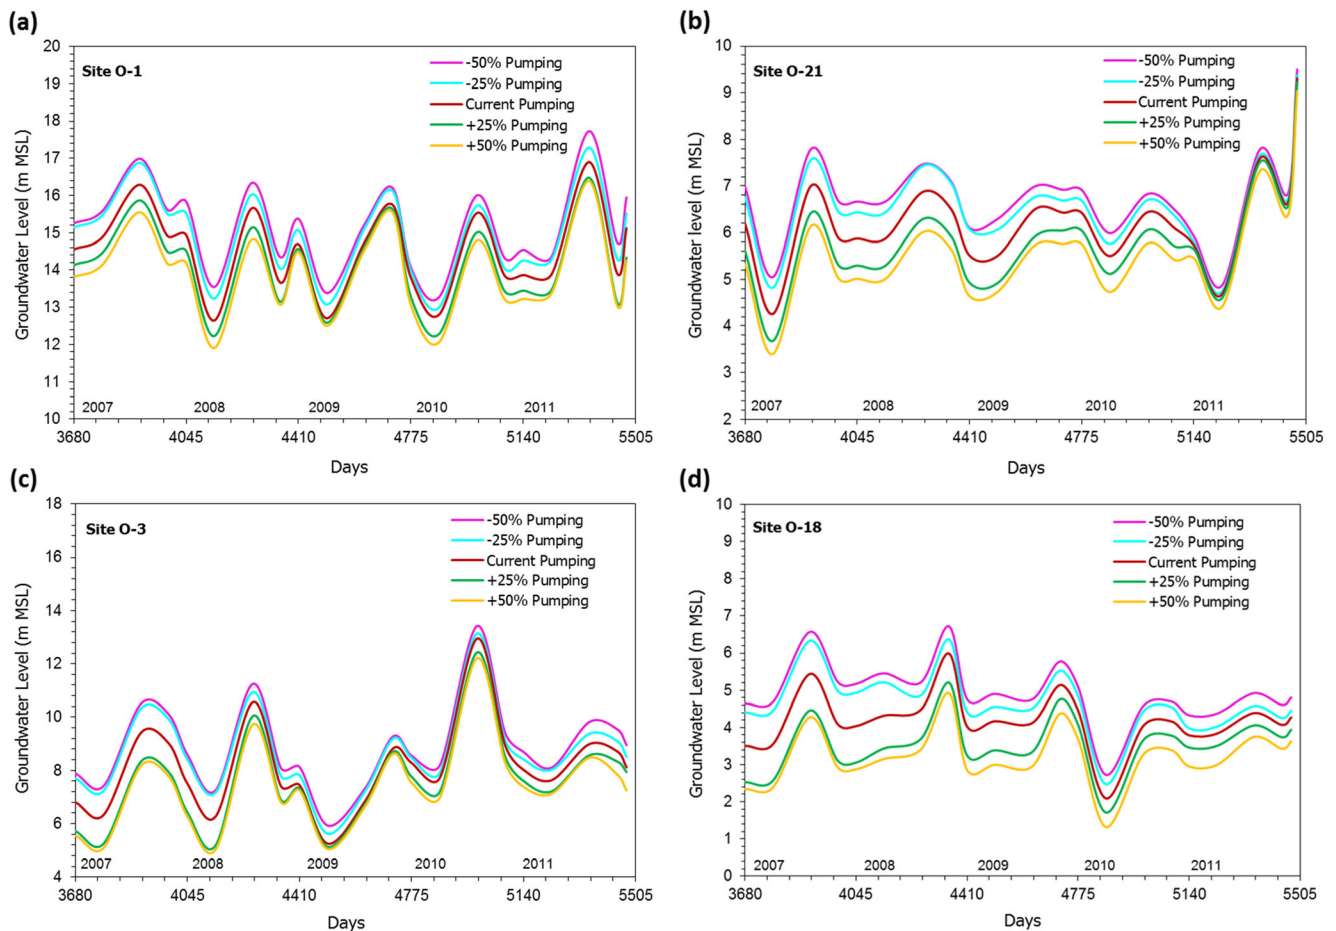 (a)
Site O-1
-50% Pumping
-25% Pumping
Current Pumping
+25% Pumping
+50% Pumping
Groundwater Level (m MSL)
20
19
18
17
16
15
14
13
12
11
10
2007 2008 2009 2010 2011
3680 4045 4410 4775 5140 5505
Days
(b)
Site O-21
-50% Pumping
-25% Pumping
Current Pumping
+25% Pumping
+50% Pumping
Groundwater level (m MSL)
10
9
8
7
6
5
4
3
2
2007 2008 2009 2010 2011
3680 4045 4410 4775 5140 5505
Days
(c)
Site O-3
-50% Pumping
-25% Pumping
Current Pumping
+25% Pumping
+50% Pumping
Groundwater Level (m MSL)
18
16
14
12
10
8
6
4
2007 2008 2009 2010 2011
3680 4045 4410 4775 5140 5505
Days
(d)
Site O-18
-50% Pumping
-25% Pumping
Current Pumping
+25% Pumping
+50% Pumping
Groundwater Level (m MSL)
10
9
8
7
6
5
4
3
2
1
0
2007 2008 2009 2010 2011
3680 4045 4410 4775 5140 5505
Days